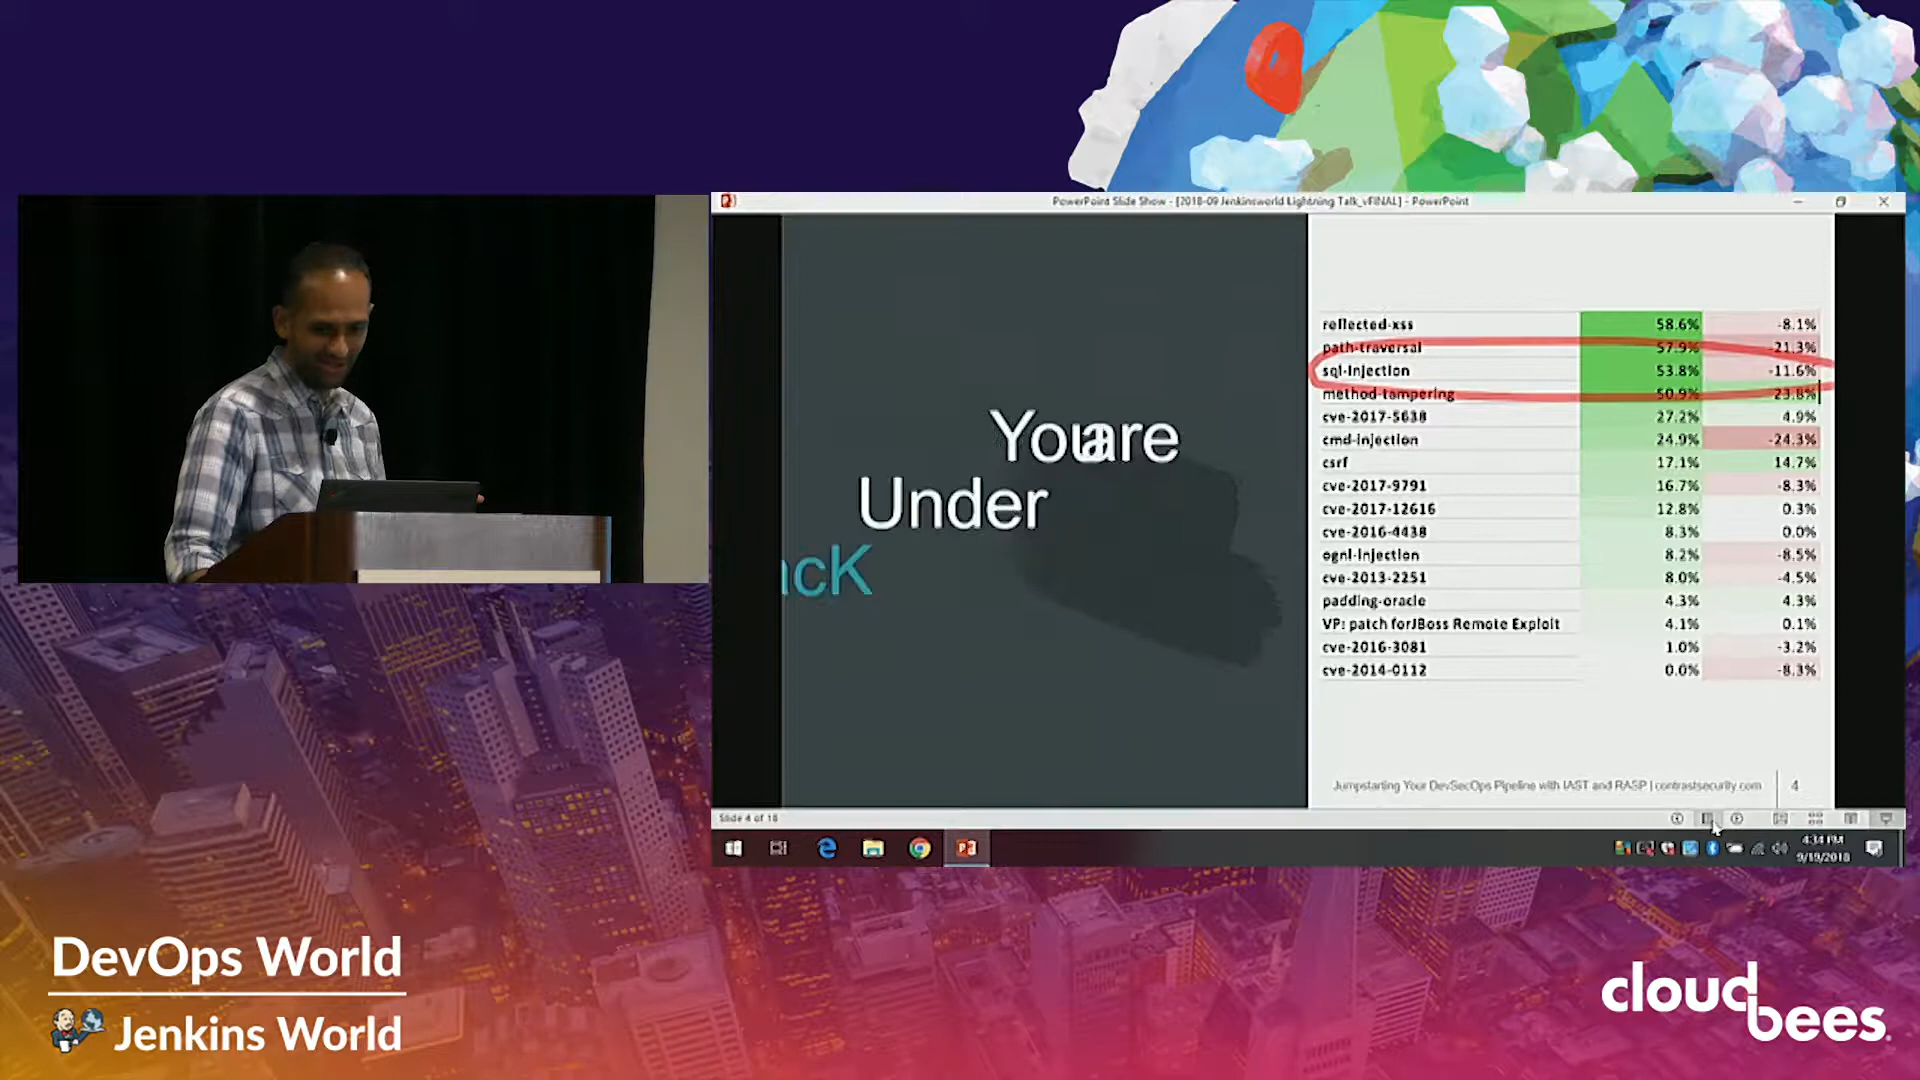 PowerPoint Slide Show - [2018-09 Jenkinsworld Lightning Talk_vFINAL] - PowerPoint
You are
Under
acK
reflected-xss 58.6% -8.1%
path-traversal 57.9% -21.3%
sql-injection 53.8% -11.6%
method-tampering 50.9% 23.8%
cve-2017-5638 27.2% 4.9%
cmd-injection 24.9% -24.3%
csrf 17.1% 14.7%
cve-2017-9791 16.7% -8.3%
cve-2017-12616 12.8% 0.3%
cve-2016-4438 8.3% 0.0%
ognl-injection 8.2% -8.5%
cve-2013-2251 8.0% -4.5%
padding-oracle 4.3% 4.3%
VP: patch forJBoss Remote Exploit 4.1% 0.1%
cve-2016-3081 1.0% -3.2%
cve-2014-0112 0.0% -8.3%
Jumpstarting Your DevSecOps Pipeline with IAST and RASP | contrastsecurity.com 4
Slide 4 of 18
4:34 PM
9/19/2018
DevOps World
Jenkins World
cloudbees